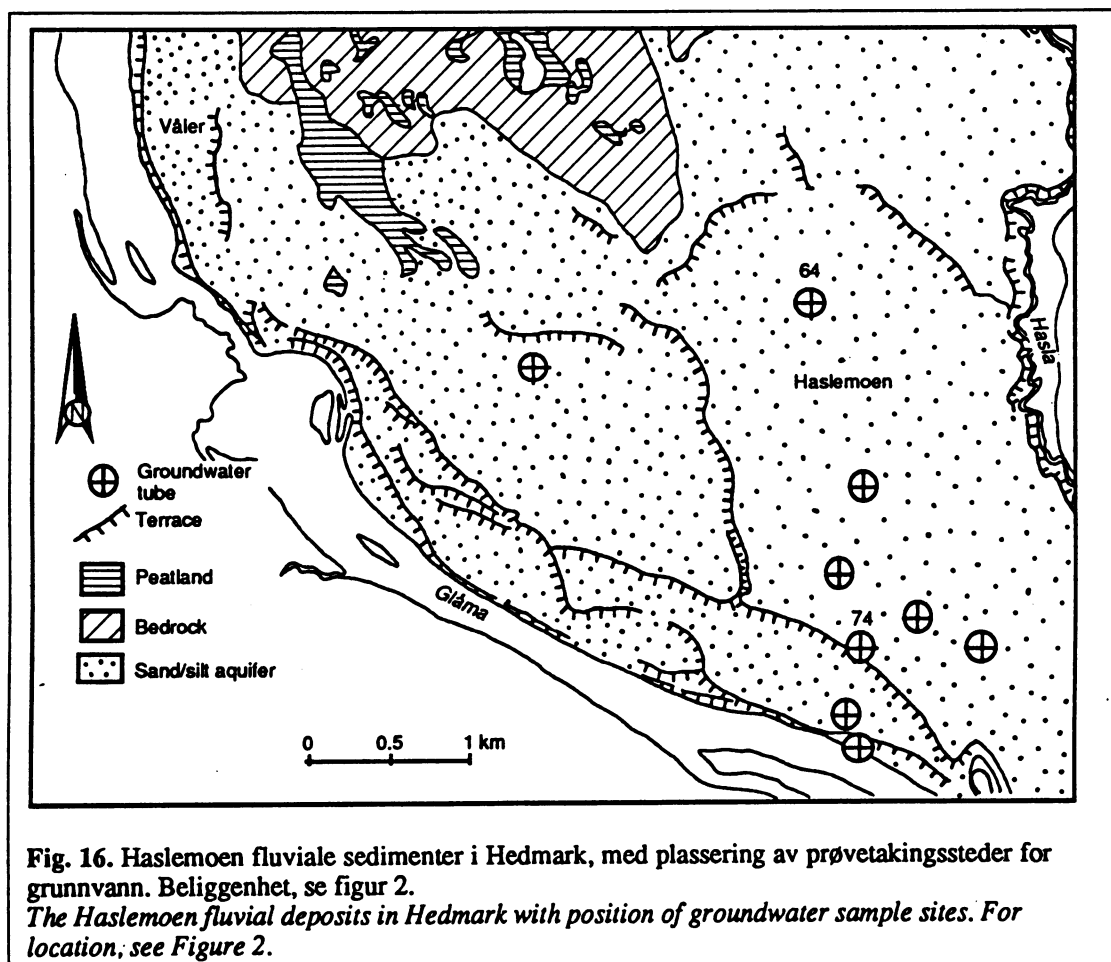 Våler
64
Haslemoen
Hasla
N
Groundwater
tube
Terrace
Peatland
Bedrock
Sand/silt aquifer
Glåma
74
0 0.5 1 km
Fig. 16. Haslemoen fluviale sedimenter i Hedmark, med plassering av prøvetakingssteder for
grunnvann. Beliggenhet, se figur 2.
The Haslemoen fluvial deposits in Hedmark with position of groundwater sample sites. For
location, see Figure 2.